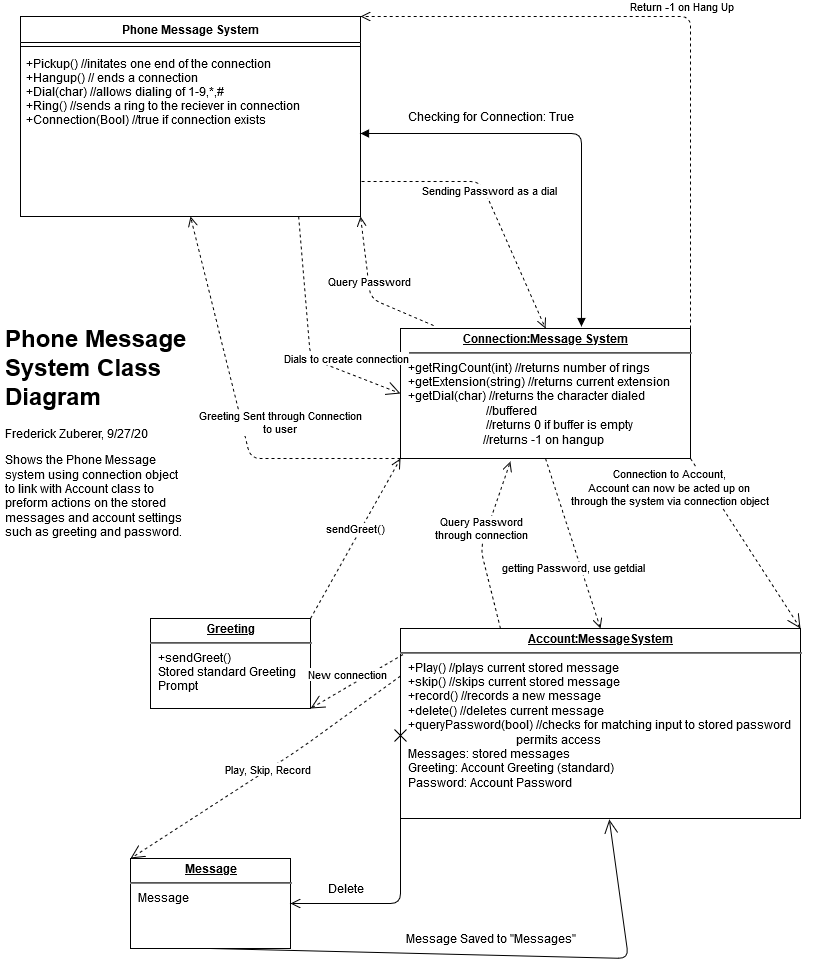 Return -1 on Hang Up
Phone Message System
+Pickup() //initates one end of the connection
+Hangup() // ends a connection
+Dial(char) //allows dialing of 1-9,*,#
+Ring() //sends a ring to the reciever in connection
+Connection(Bool) //true if connection exists
Checking for Connection: True
Sending Password as a dial
Query Password
Dials to create connection
Connection:Message System
+getRingCount(int) //returns number of rings
+getExtension(string) //returns current extension
+getDial(char) //returns the character dialed
//buffered
//returns 0 if buffer is empty
//returns -1 on hangup
Phone Message
System Class
Diagram
Frederick Zuberer, 9/27/20
Shows the Phone Message
system using connection object
to link with Account class to
preform actions on the stored
messages and account settings
such as greeting and password.
Greeting Sent through Connection
to user
sendGreet()
Query Password
through connection
Connection to Account,
Account can now be acted up on
through the system via connection object
getting Password, use getdial
Greeting
+sendGreet()
Stored standard Greeting
Prompt
New connection
Account:MessageSystem
+Play() //plays current stored message
+skip() //skips current stored message
+record() //records a new message
+delete() //deletes current message
+queryPassword(bool) //checks for matching input to stored password
permits access
Messages: stored messages
Greeting: Account Greeting (standard)
Password: Account Password
Play, Skip, Record
Message
Message
Delete
Message Saved to "Messages"